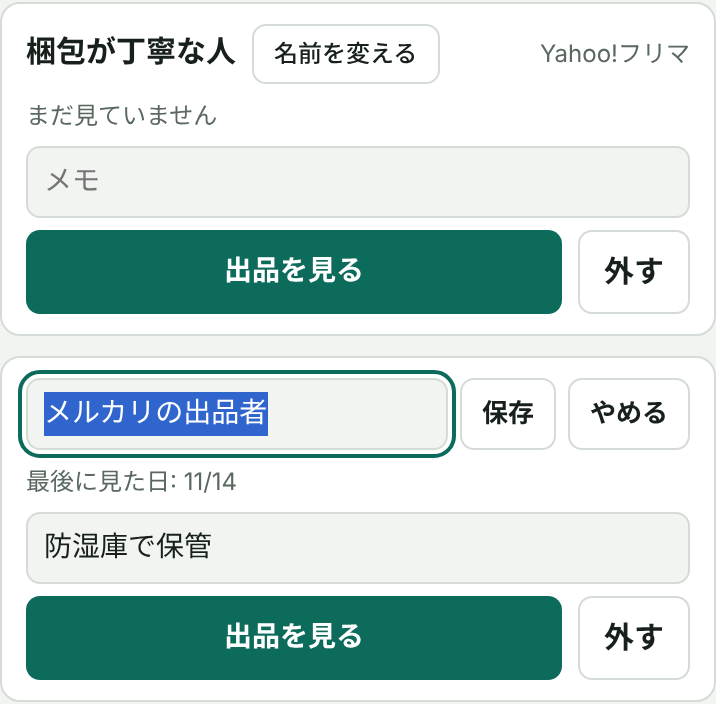 梱包が丁寧な人 名前を変える Yahoo!フリマ
まだ見ていません
メモ
出品を見る 外す
メルカリの出品者 保存 やめる
最後に見た日: 11/14
防湿庫で保管
出品を見る 外す